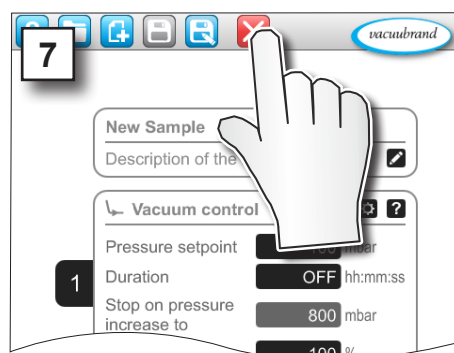 7
vacuubrand
New Sample
Description of the
Vacuum control
?
Pressure setpoint mbar
1
Duration OFF hh:mm:ss
Stop on pressure
increase to
800 mbar
100 %